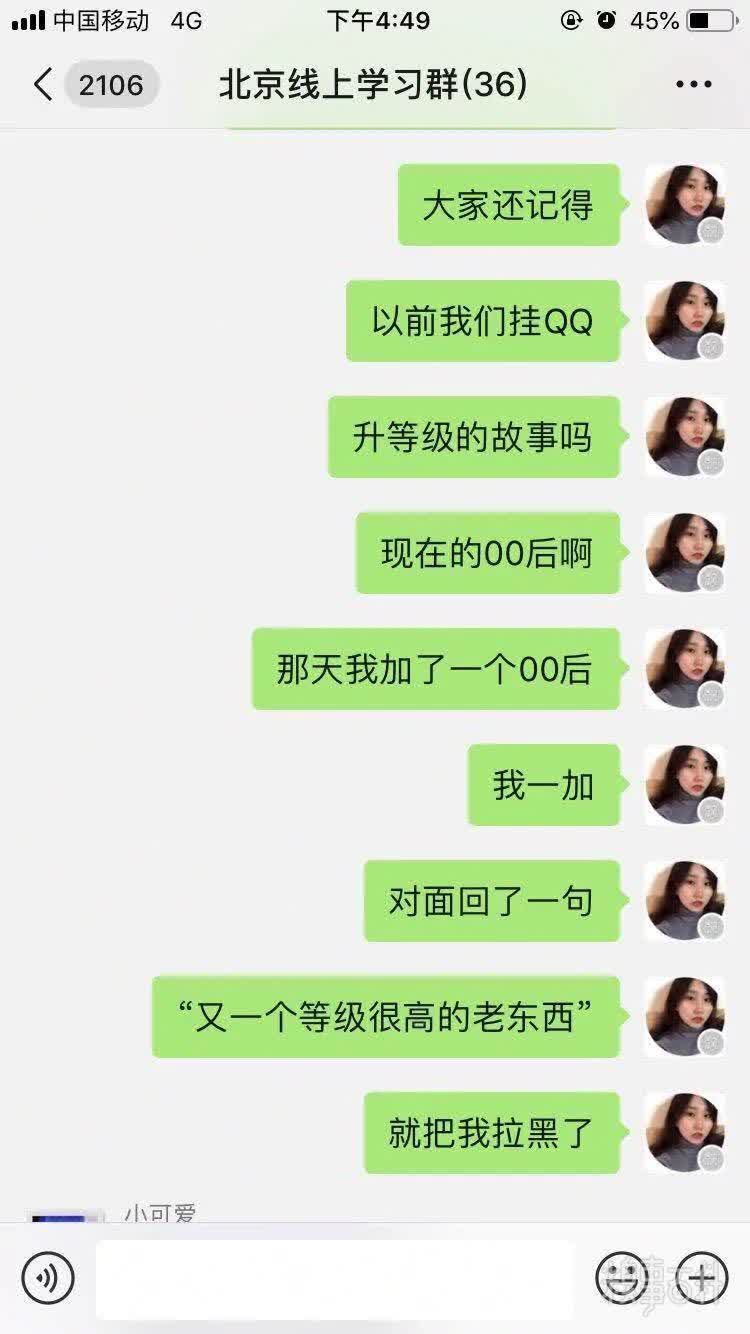 中国移动 4G 下午4:49 45%
2106 北京线上学习群(36)
大家还记得
以前我们挂QQ
升等级的故事吗
现在的00后啊
那天我加了一个00后
我一加
对面回了一句
“又一个等级很高的老东西”
就把我拉黑了
小可爱